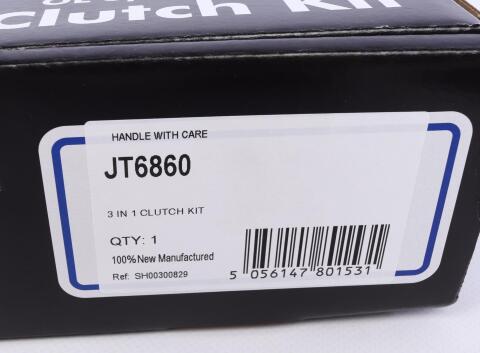 Clutch Kit
HANDLE WITH CARE
JT6860
3 IN 1 CLUTCH KIT
QTY: 1
100% New Manufactured
Ref: SH00300829
5 056147 801531